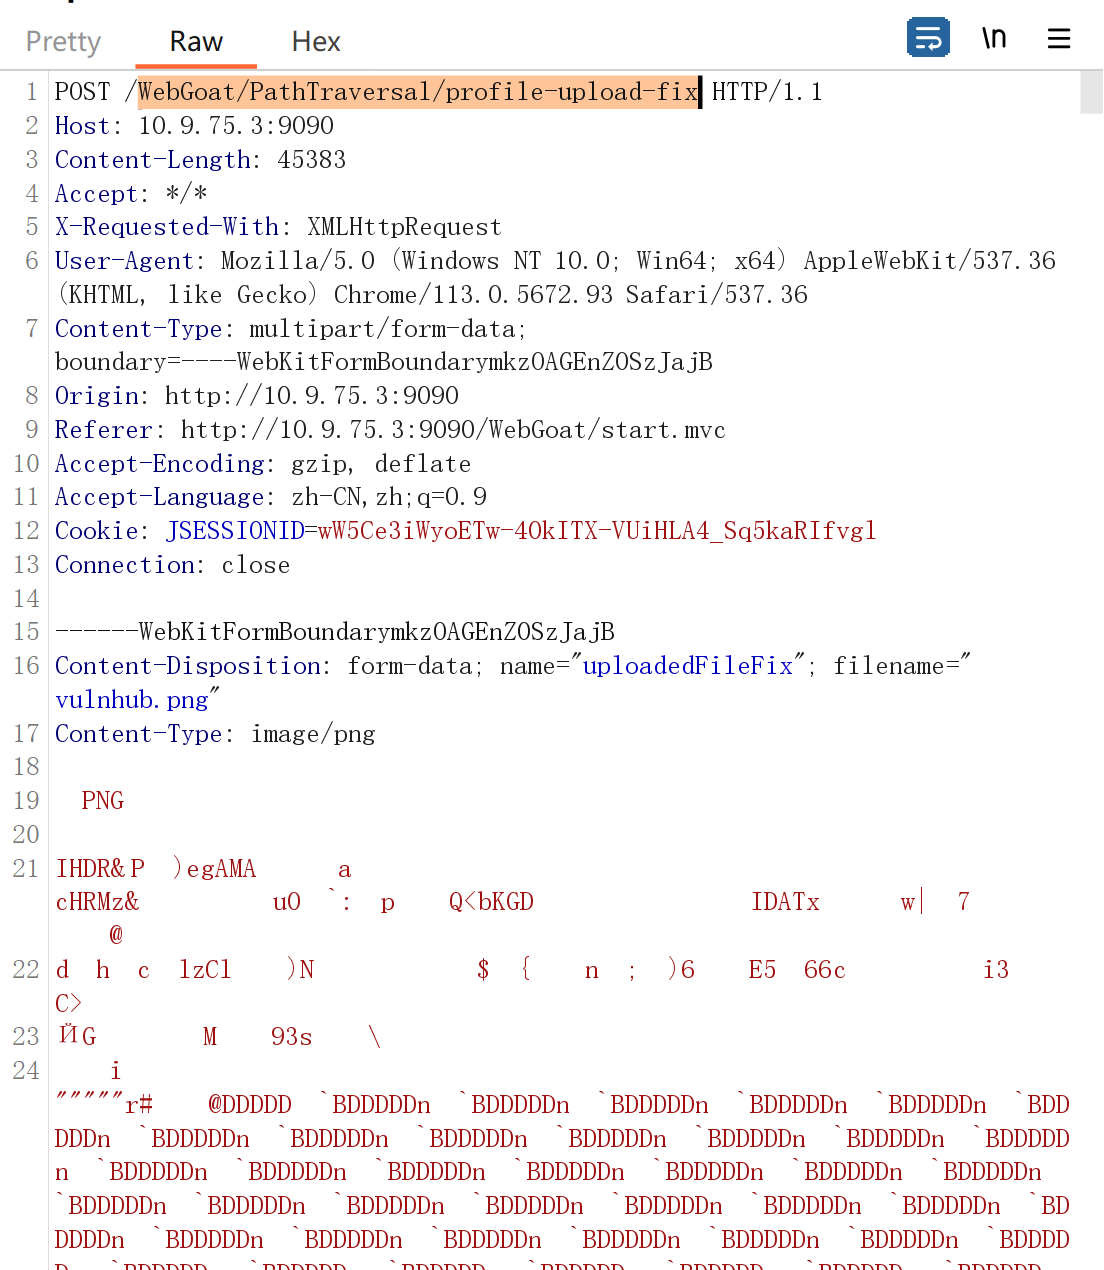 Pretty Raw Hex \n
1 POST /WebGoat/PathTraversal/profile-upload-fix HTTP/1.1
2 Host: 10.9.75.3:9090
3 Content-Length: 45383
4 Accept: */*
5 X-Requested-With: XMLHttpRequest
6 User-Agent: Mozilla/5.0 (Windows NT 10.0; Win64; x64) AppleWebKit/537.36
(KHTML, like Gecko) Chrome/113.0.5672.93 Safari/537.36
7 Content-Type: multipart/form-data;
boundary=----WebKitFormBoundarymkzOAGEnZOSzJajB
8 Origin: http://10.9.75.3:9090
9 Referer: http://10.9.75.3:9090/WebGoat/start.mvc
10 Accept-Encoding: gzip, deflate
11 Accept-Language: zh-CN,zh;q=0.9
12 Cookie: JSESSIONID=wW5Ce3iWyoETw-40kITX-VUiHLA4_Sq5kaRIfvgl
13 Connection: close
14
15 ------WebKitFormBoundarymkzOAGEnZOSzJajB
16 Content-Disposition: form-data; name="uploadedFileFix"; filename="
vulnhub.png"
17 Content-Type: image/png
18
19 PNG
20
21 IHDR& P )egAMA a
cHRMz& u0 `: p Q<bKGD IDATx w| 7
@
22 d h c lzCl )N $ { n ; )6 E5 66c i3
C>
23 ЙG M 93s \
24 i
"""""r# @DDDDD `BDDDDDn `BDDDDDn `BDDDDDn `BDDDDDn `BDDDDDn `BDD
DDDn `BDDDDDn `BDDDDDn `BDDDDDn `BDDDDDn `BDDDDDn `BDDDDDn `BDDDDD
n `BDDDDDn `BDDDDDn `BDDDDDn `BDDDDDn `BDDDDDn `BDDDDDn `BDDDDDn
`BDDDDDn `BDDDDDn `BDDDDDn `BDDDDDn `BDDDDDn `BDDDDDn `BDDDDDn `BD
DDDDn `BDDDDDn `BDDDDDn `BDDDDDn `BDDDDDn `BDDDDDn `BDDDDDn `BDDDD